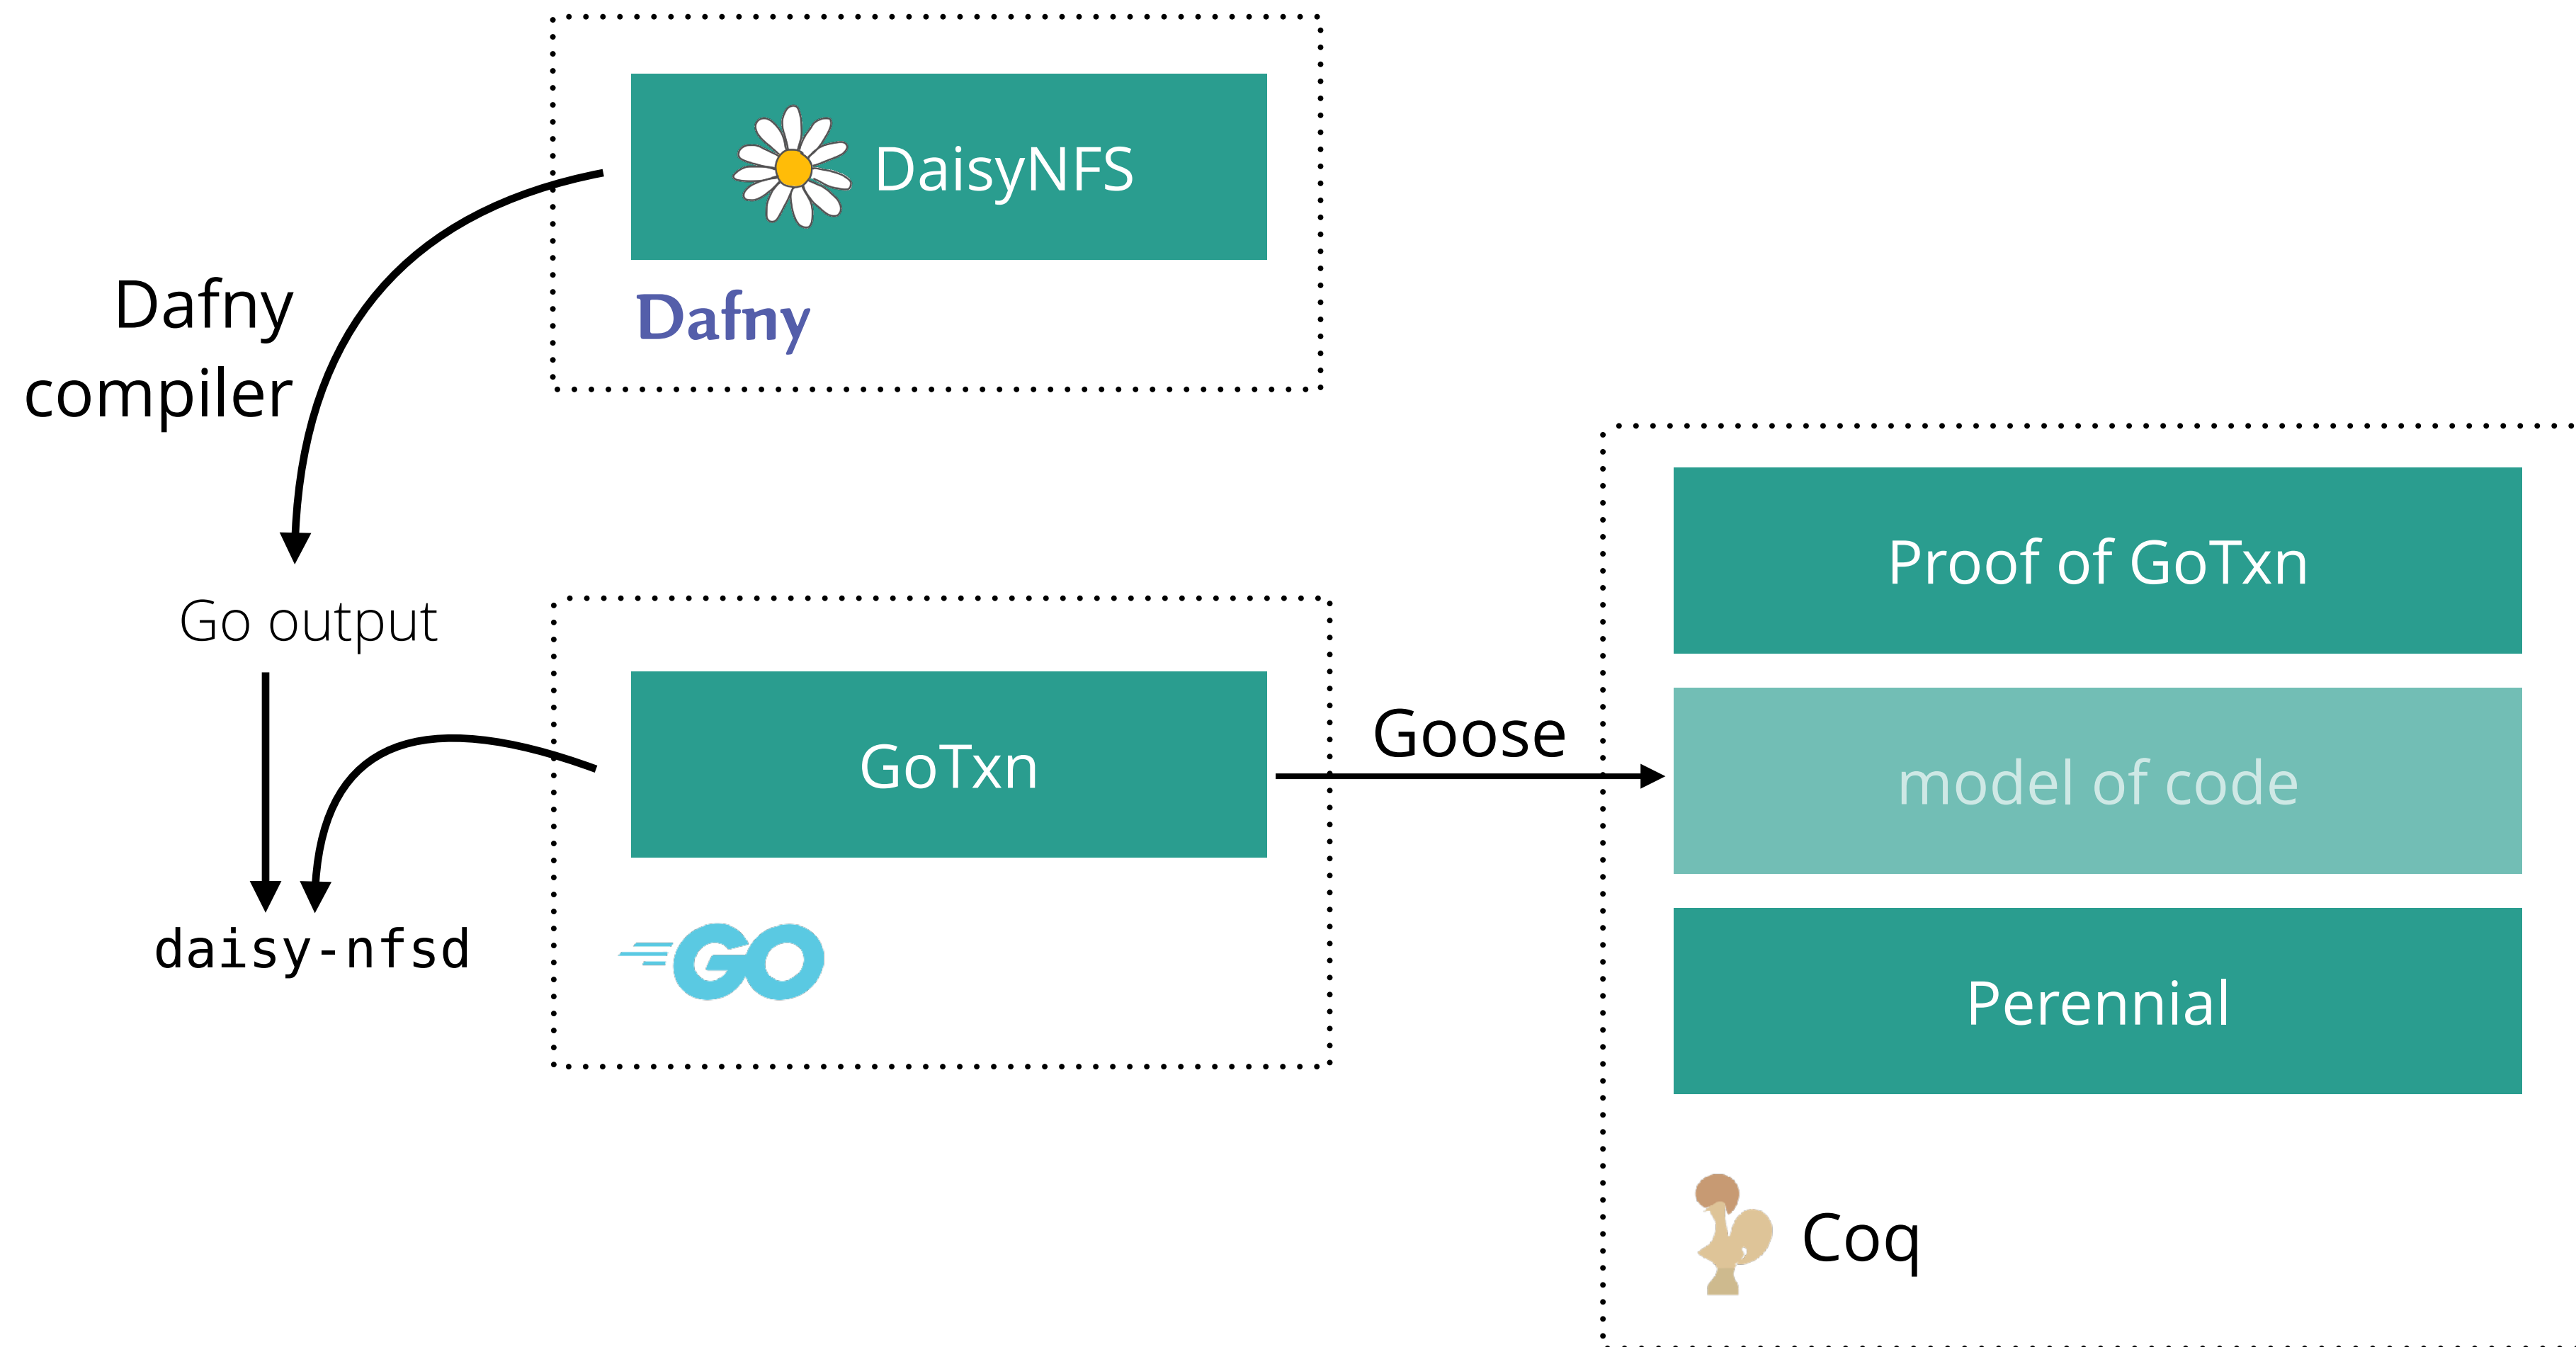 DaisyNFS
Dafny
Dafny
compiler
Go output
daisy-nfsd
GoTxn
GO
Goose
Proof of GoTxn
model of code
Perennial
Coq